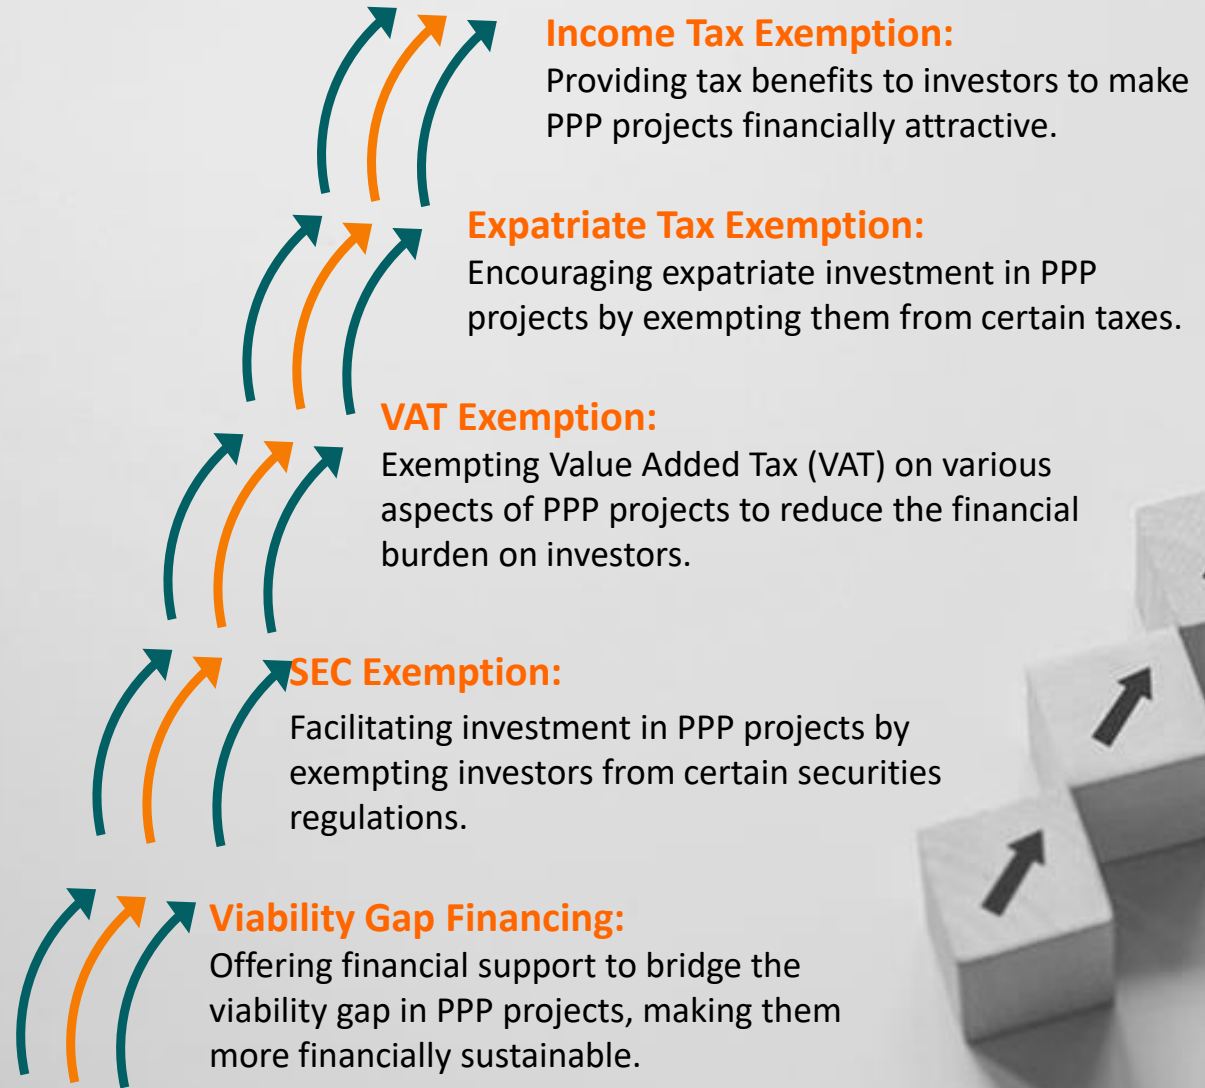 Income Tax Exemption:
Providing tax benefits to investors to make
PPP projects financially attractive.
Expatriate Tax Exemption:
Encouraging expatriate investment in PPP
projects by exempting them from certain taxes.
VAT Exemption:
Exempting Value Added Tax (VAT) on various
aspects of PPP projects to reduce the financial
burden on investors.
SEC Exemption:
Facilitating investment in PPP projects by
exempting investors from certain securities
regulations.
Viability Gap Financing:
Offering financial support to bridge the
viability gap in PPP projects, making them
more financially sustainable.